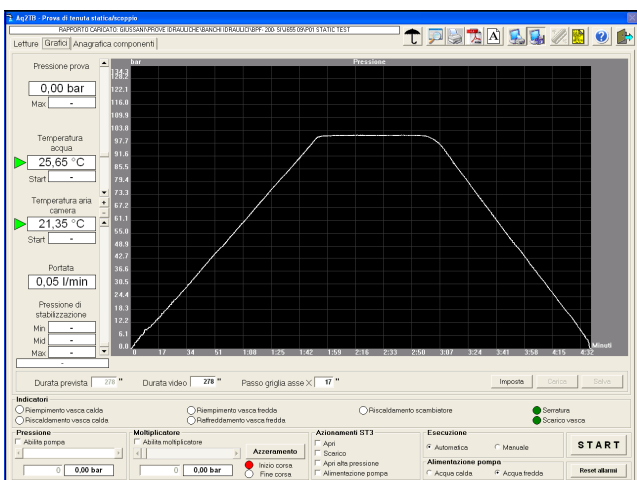 Aq2TB - Prova di tenuta statica/scoppio
RAPPORTO CARICATO: GIUSSANI\PROVE IDRAULICHE\BANCHI IDRAULICI\BPF-
P01 STATIC TEST
Letture Grafici Anagrafica componenti
Pressione prova
0,00 bar
Max -
Temperatura
acqua
25,65 °C
Start -
Temperatura aria
camera
21,35 °C
Start -
Portata
0,05 l/min
Pressione di
stabilizzazione
Min -
Mid -
Max -
-
bar Pressione
134.3
128.2
122.1
116.0
109.9
103.8
97.7
91.6
85.5
79.4
73.3
67.2
61.1
55.0
48.9
42.7
36.6
30.5
24.4
18.3
12.2
6.1
0.0
0 17 34 51 1:08 1:25 1:42 1:59 2:16 2:33 2:50 3:07 3:24 3:41 3:58 4:15 4:32
Minuti
Durata prevista 278 " Durata video 278 " Passo griglia asse X 17 " Imposta Carica Salva
Indicatori
Riempimento vasca calda Riempimento vasca fredda Riscaldamento scambiatore Serratura
Riscaldamento vasca calda Raffreddamento vasca fredda Scarico vasca
Pressione
Abilita pompa
0 0,00 bar
Moltiplicatore
Abilita moltiplicatore
Azzeramento
0 0,00 bar
Inizio corsa
Fine corsa
Azionamenti ST3
Apri
Scarico
Apri alta pressione
Alimentazione pompa
Esecuzione
Automatica Manuale
Alimentazione pompa
Acqua calda Acqua fredda
START
Reset allarmi